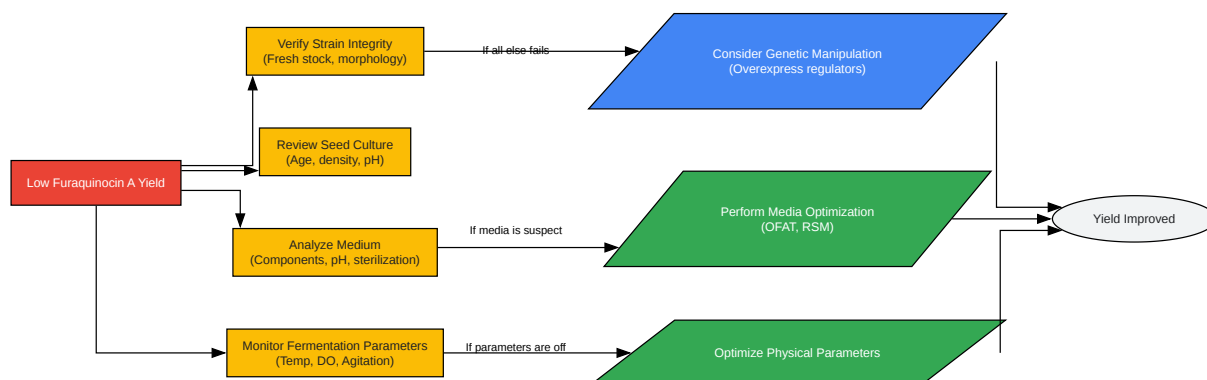 Verify Strain Integrity
(Fresh stock, morphology)
If all else fails
Consider Genetic Manipulation
(Overexpress regulators)
Review Seed Culture
(Age, density, pH)
Low Furaquinocin A Yield
Perform Media Optimization
(OFAT, RSM)
Yield Improved
Analyze Medium
(Components, pH, sterilization)
If media is suspect
Monitor Fermentation Parameters
(Temp, DO, Agitation)
If parameters are off
Optimize Physical Parameters